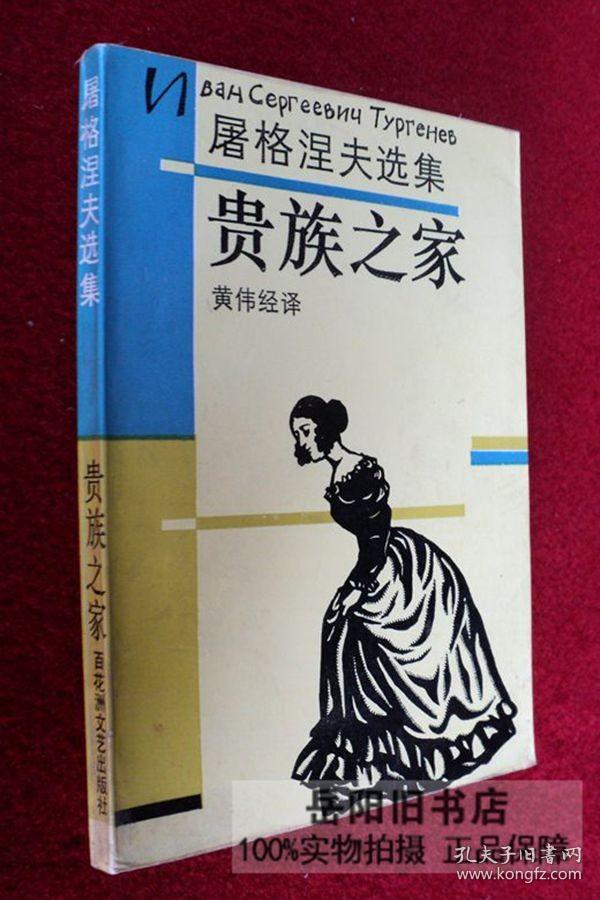 Иван Сергеевич Тургенев
屠格涅夫选集
贵族之家
黄伟经译
屠格涅夫选集
贵族之家
百花洲文艺出版社
岳阳旧书店
100%实物拍摄 正品保障
孔夫子旧书网
www.kongfz.com